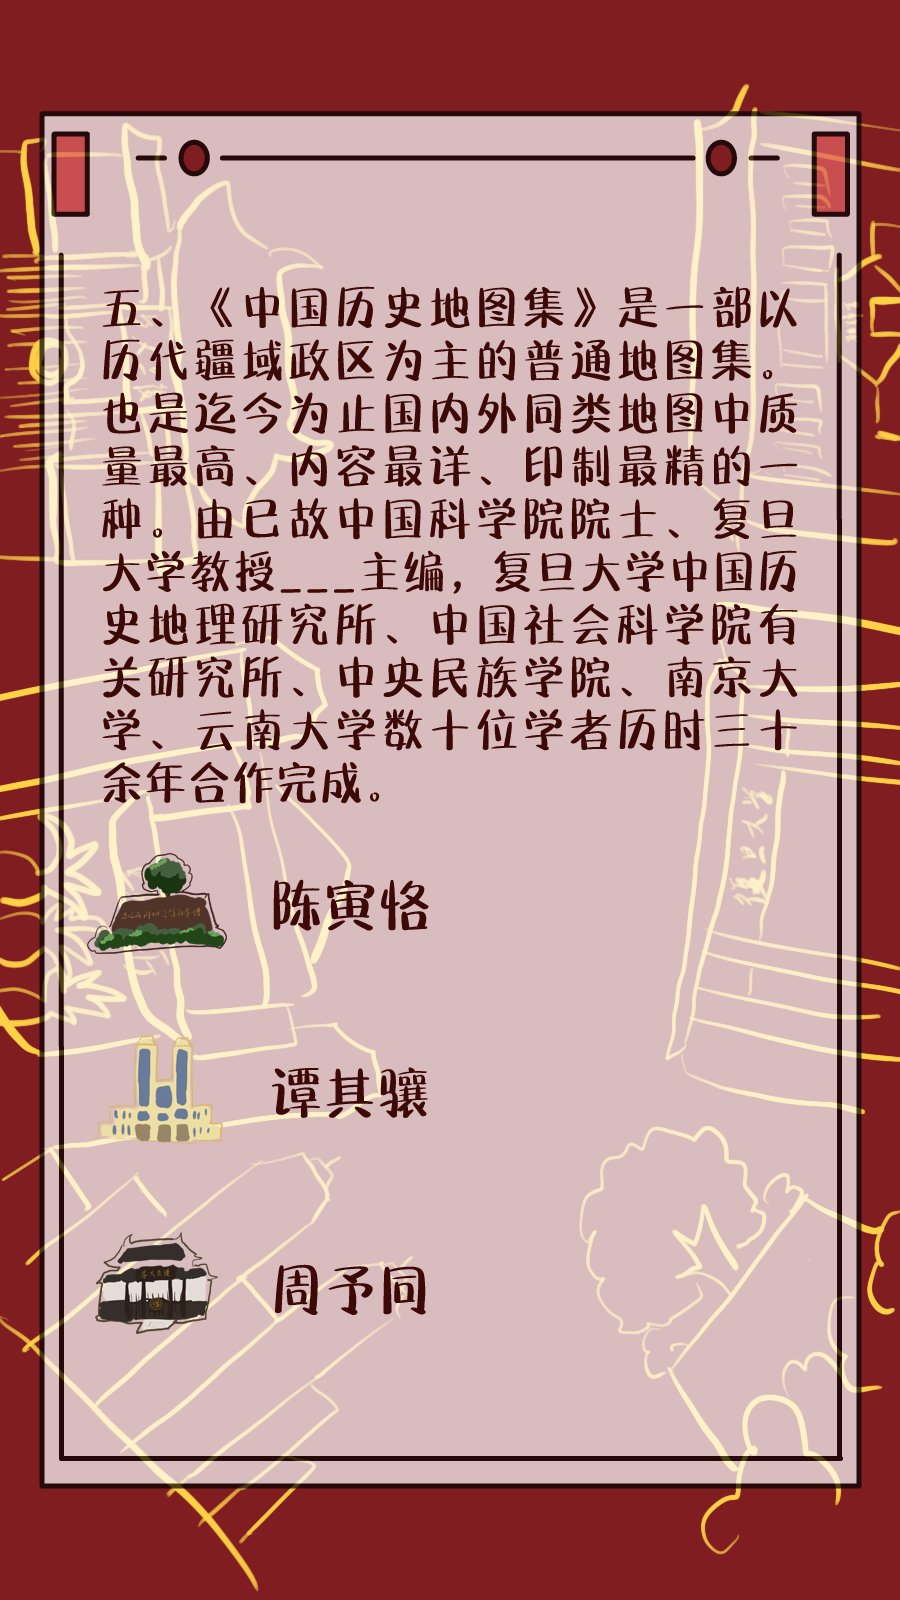 五、《中国历史地图集》是一部以
历代疆域政区为主的普通地图集。
也是迄今为止国内外同类地图中质
量最高、内容最详、印制最精的一
种。由已故中国科学院院士、复旦
大学教授___主编，复旦大学中国历
史地理研究所、中国社会科学院有
关研究所、中央民族学院、南京大
学、云南大学数十位学者历时三十
余年合作完成。
復旦大学
陈寅恪
谭其骧
周予同